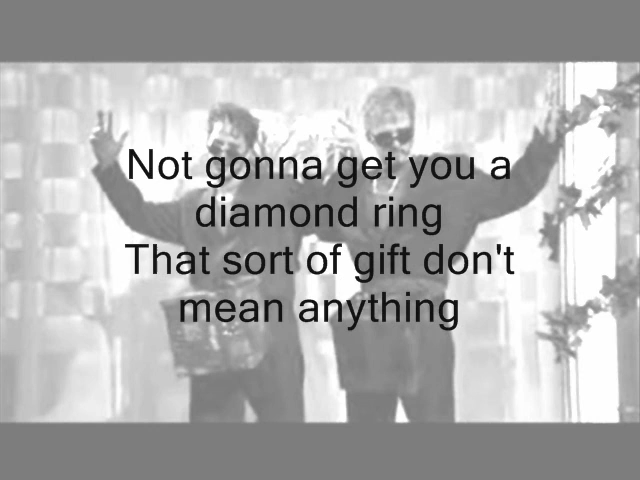 Not gonna get you a
diamond ring
That sort of gift don't
mean anything